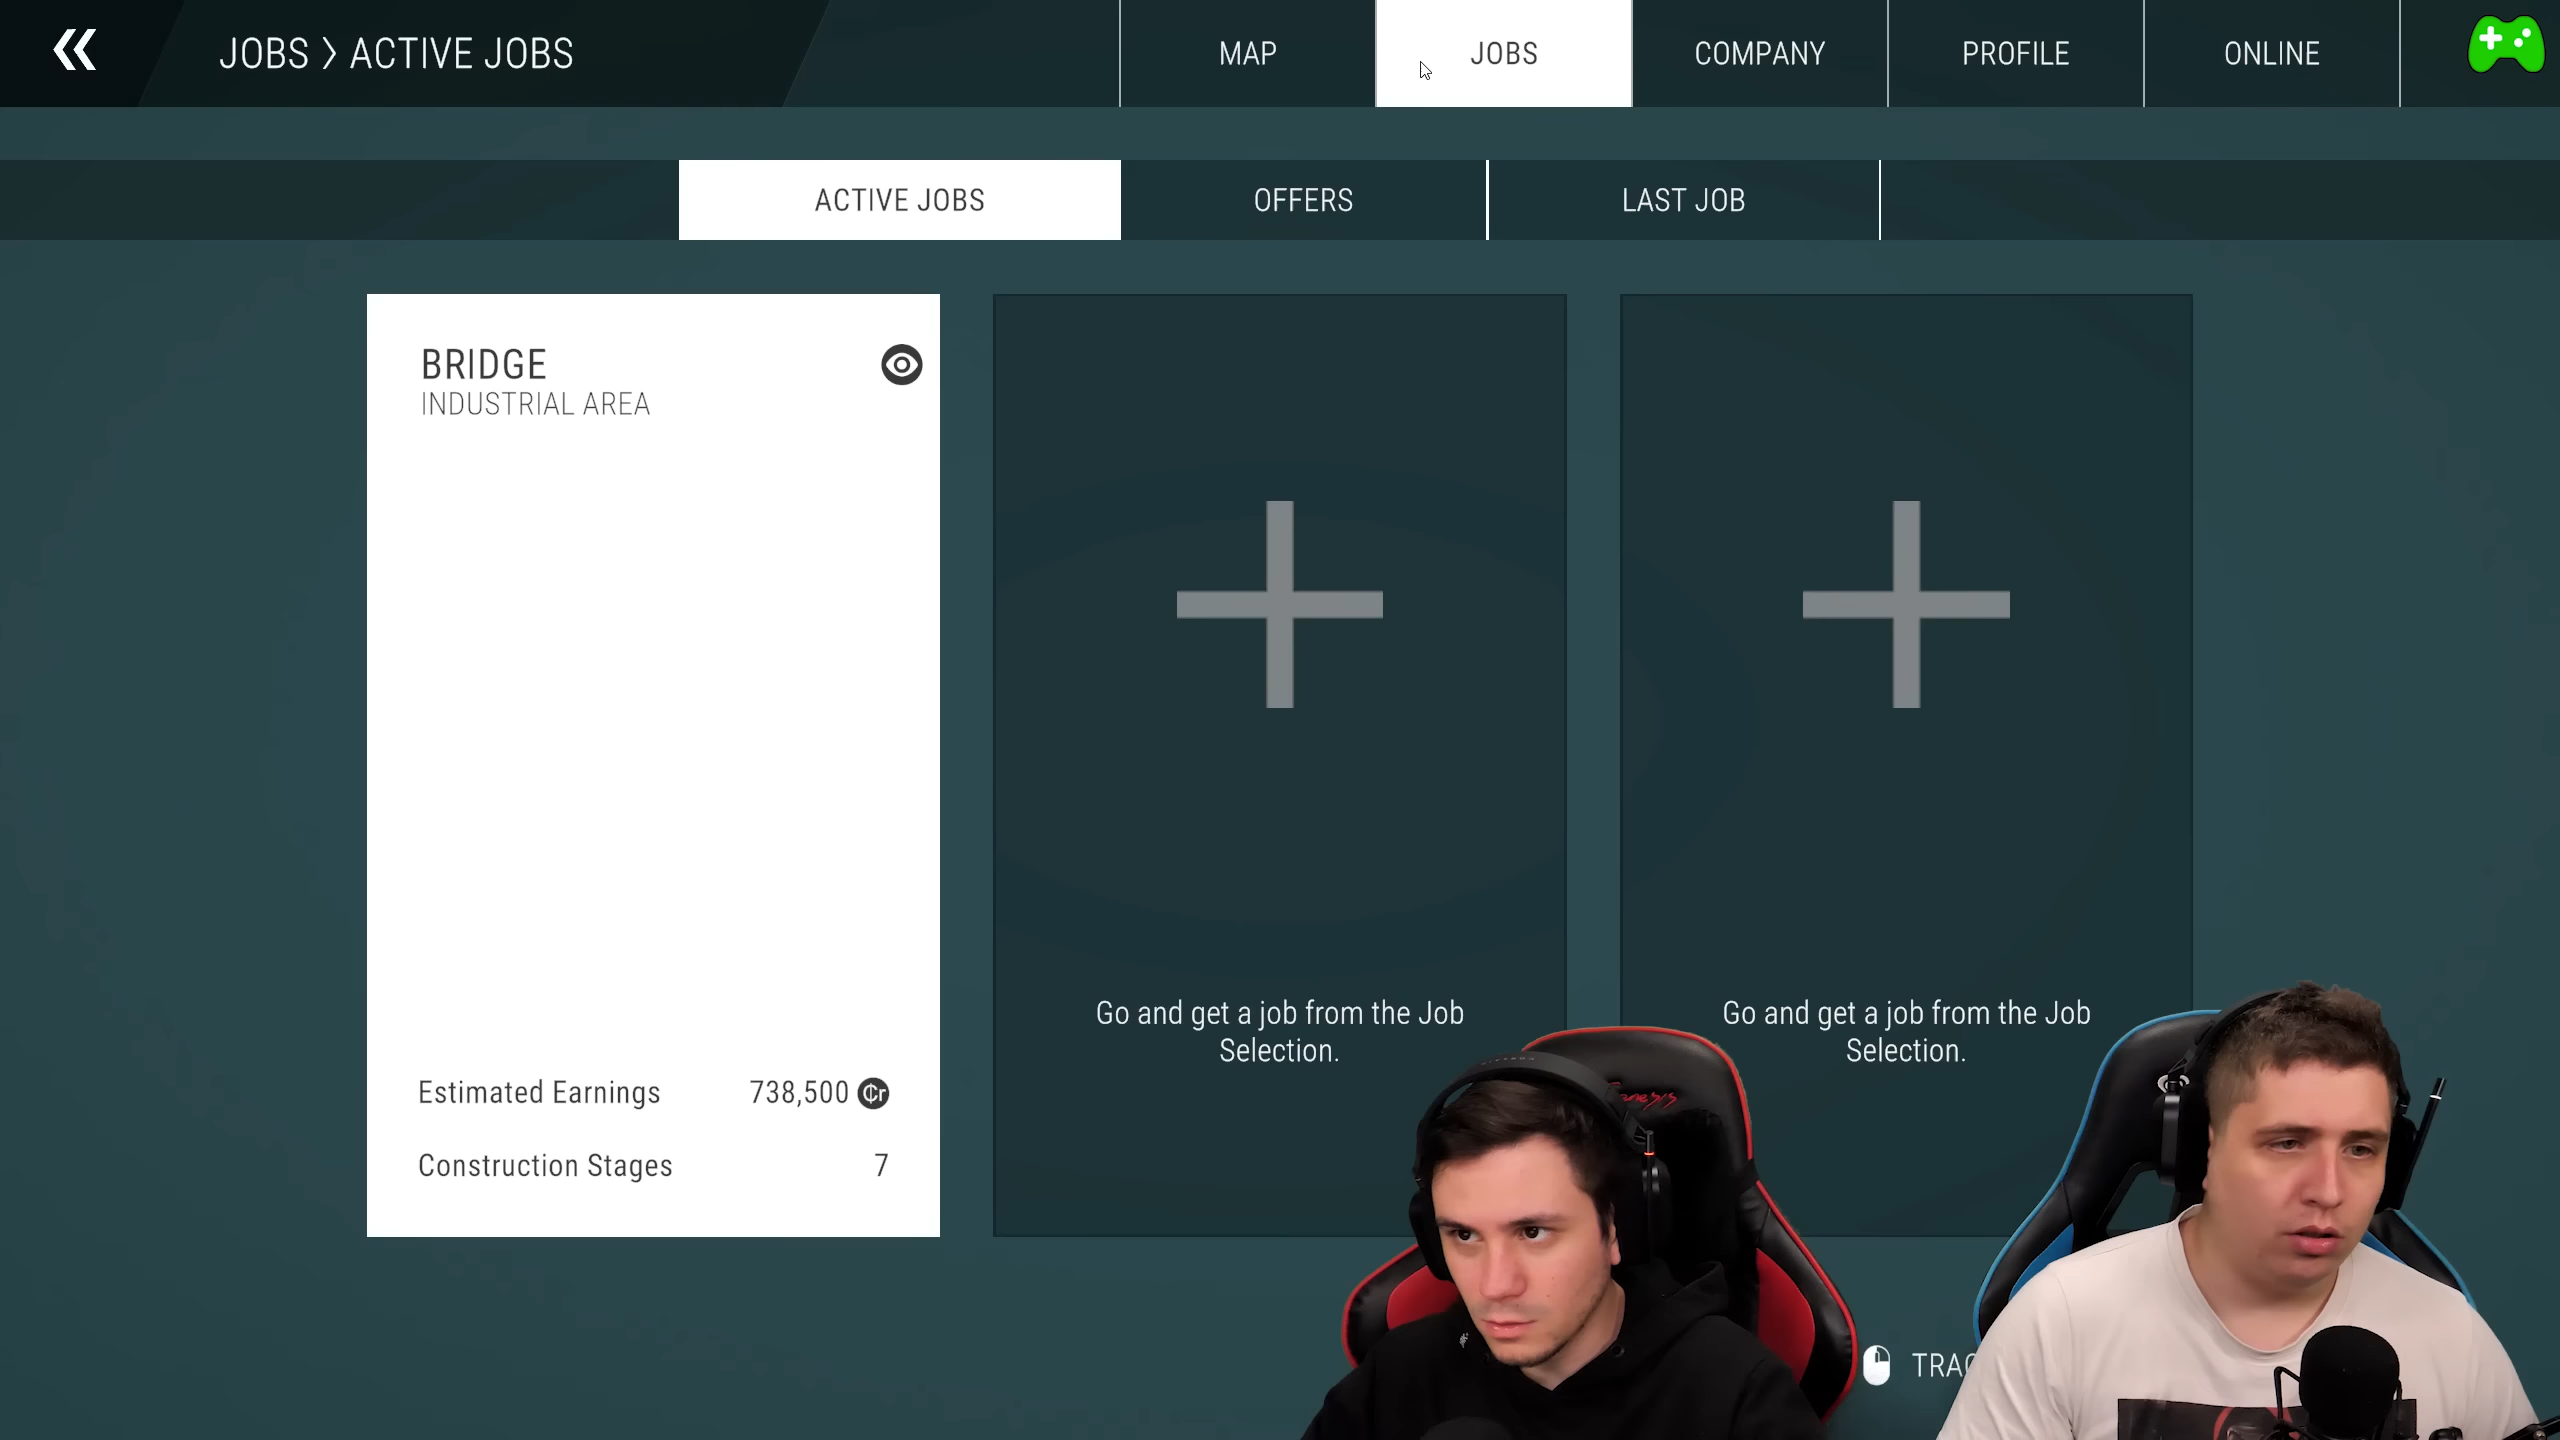 JOBS > ACTIVE JOBS
MAP
JOBS
COMPANY
PROFILE
ONLINE
ACTIVE JOBS
OFFERS
LAST JOB
BRIDGE
INDUSTRIAL AREA
Estimated Earnings 738,500 ₢r
Construction Stages 7
Go and get a job from the Job
Selection.
Go and get a job from the Job
Selection.